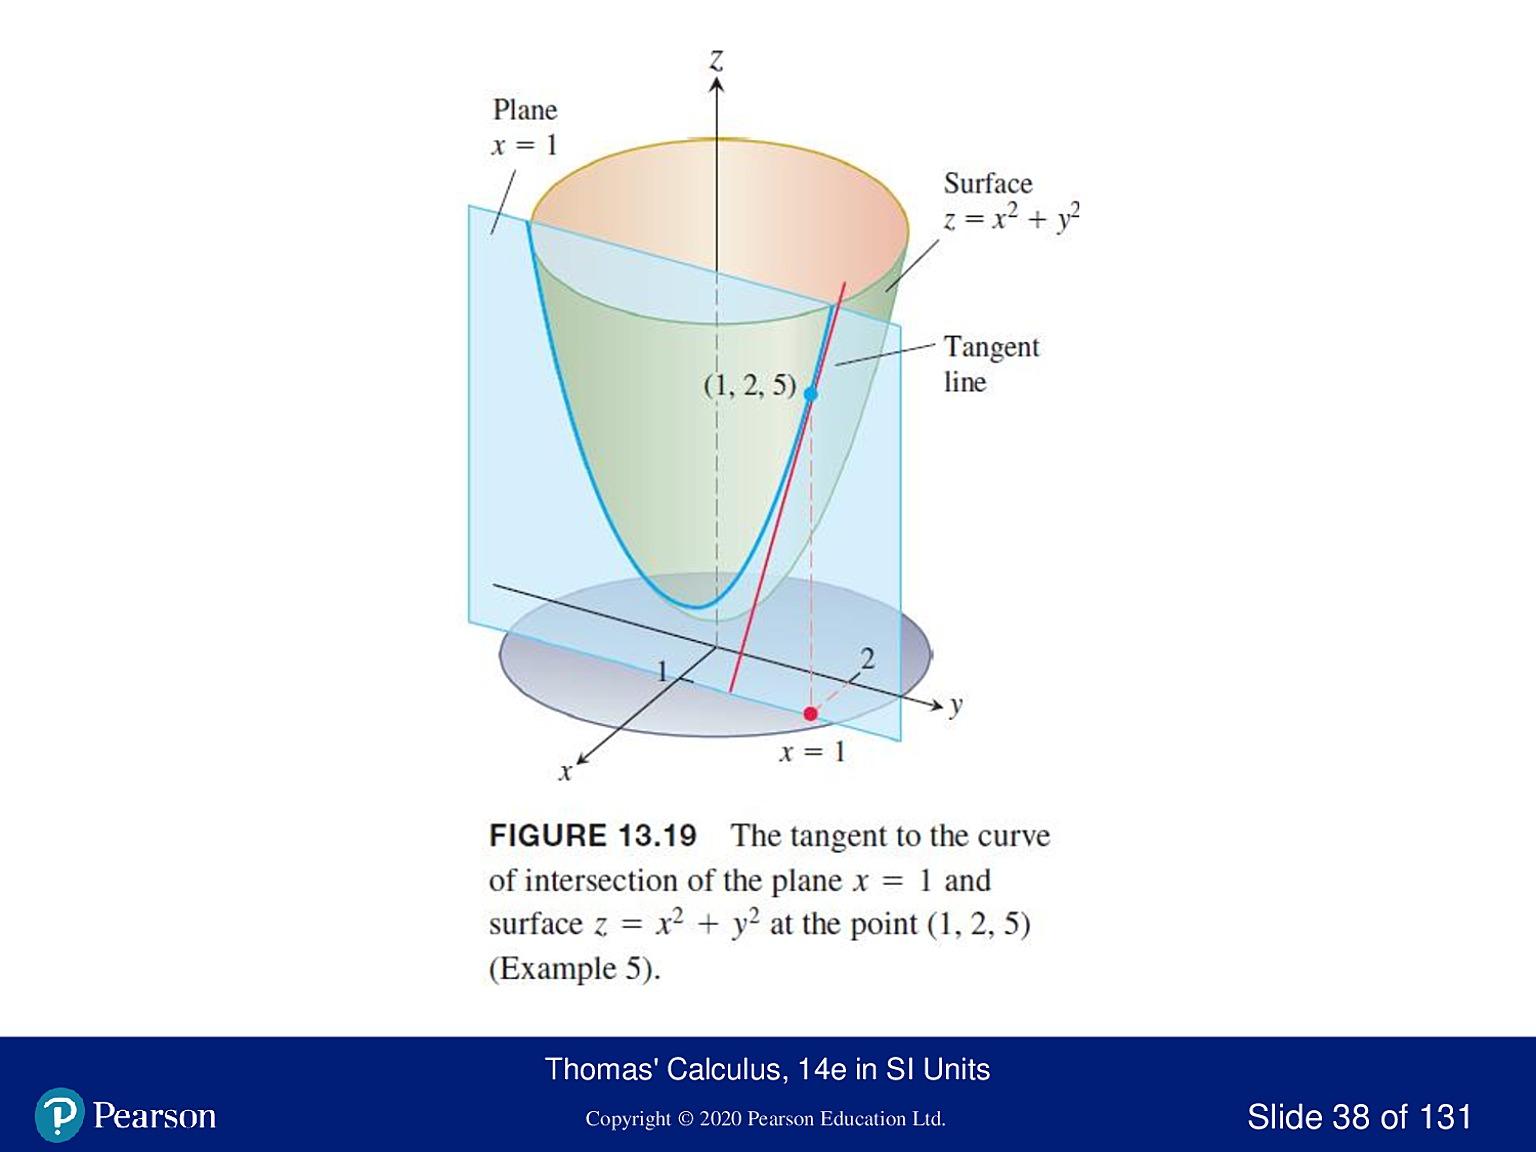 z
Plane
x = 1
Surface
z = x² + y²
Tangent
line
(1, 2, 5)
1
2
y
x = 1
x
FIGURE 13.19 The tangent to the curve
of intersection of the plane x = 1 and
surface z = x² + y² at the point (1, 2, 5)
(Example 5).
Thomas' Calculus, 14e in SI Units
Pearson
Copyright © 2020 Pearson Education Ltd.
Slide 38 of 131